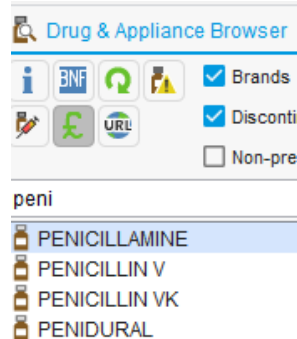 Drug & Appliance Browser
BNF
Brands
£
URL
Disconti
Non-pre
peni
PENICILLAMINE
PENICILLIN V
PENICILLIN VK
PENIDURAL